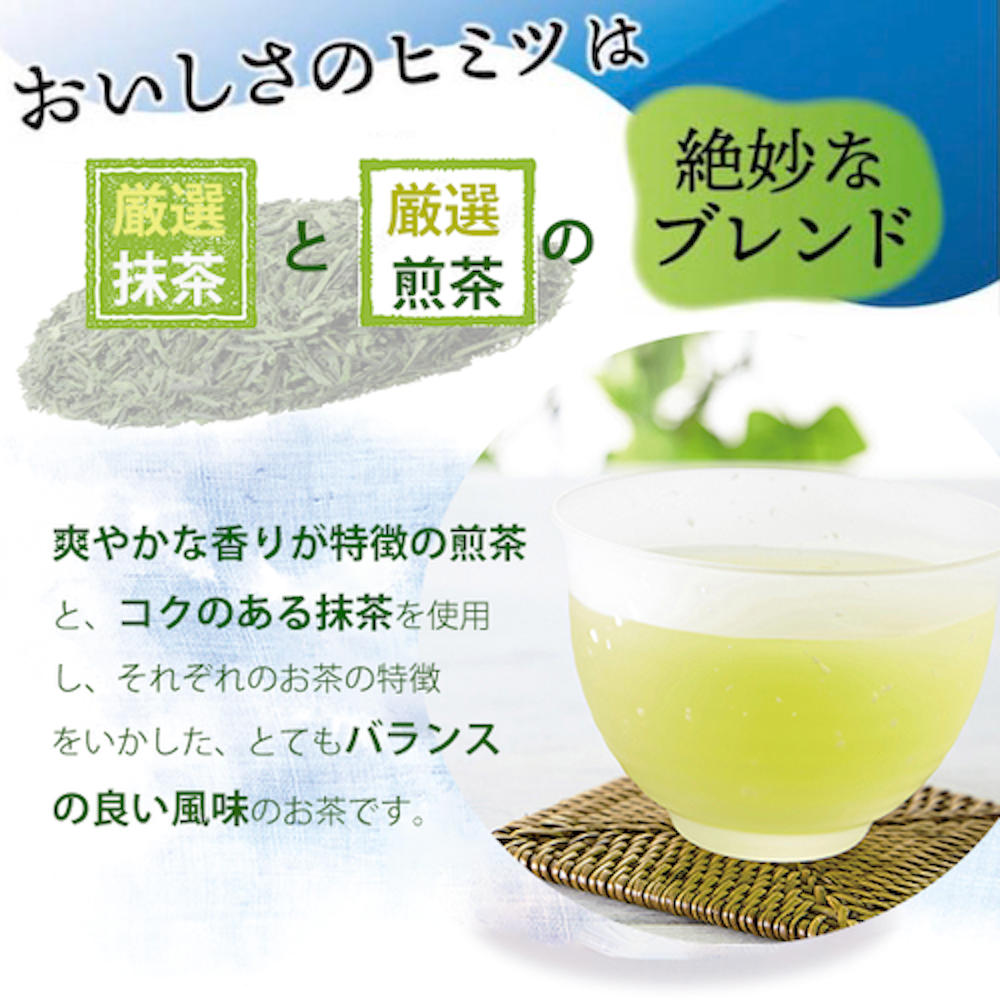 おいしさのヒミツは
厳選
抹茶
と
厳選
煎茶
の
絶妙な
ブレンド
爽やかな香りが特徴の煎茶
と、コクのある抹茶を使用
し、それぞれのお茶の特徴
をいかした、とてもバランス
の良い風味のお茶です。